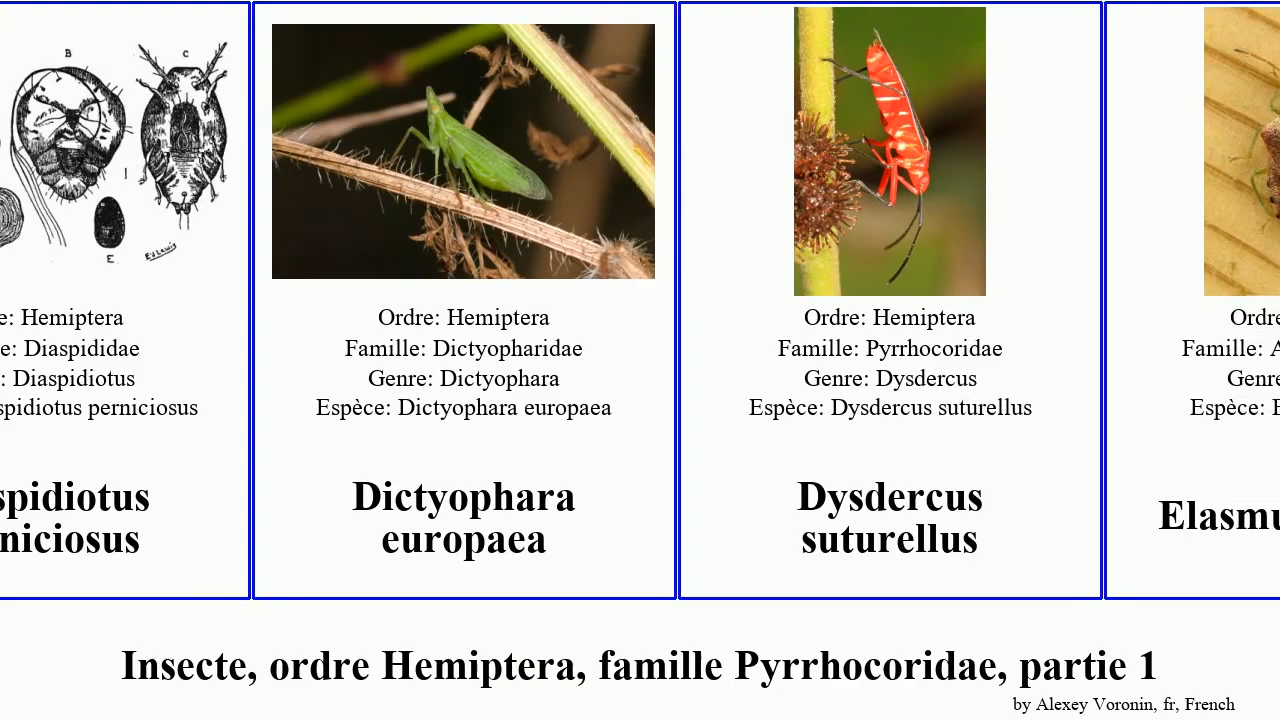 B
C
E
E.S. Lewis
e: Hemiptera
e: Diaspididae
: Diaspidiotus
spidiotus perniciosus
spidiotus
niciosus
Ordre: Hemiptera
Famille: Dictyopharidae
Genre: Dictyophara
Espèce: Dictyophara europaea
Dictyophara
europaea
Ordre: Hemiptera
Famille: Pyrrhocoridae
Genre: Dysdercus
Espèce: Dysdercus suturellus
Dysdercus
suturellus
Ordre
Famille: A
Genre
Espèce: E
Elasmu
Insecte, ordre Hemiptera, famille Pyrrhocoridae, partie 1
by Alexey Voronin, fr, French